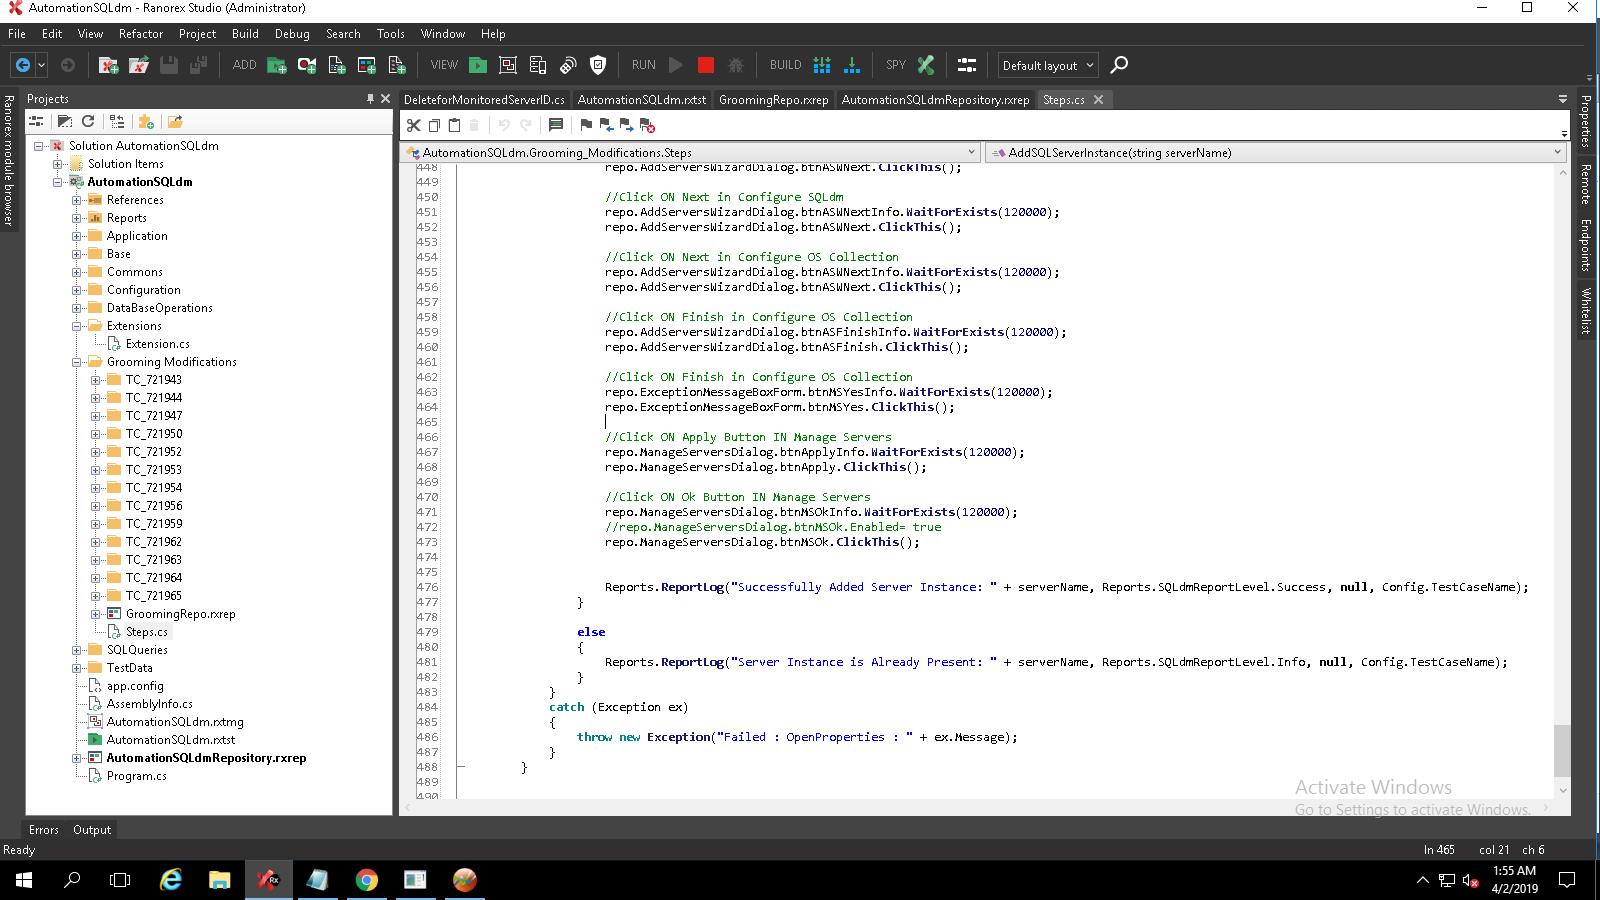 AutomationSQLdm - Ranorex Studio (Administrator)
File Edit View Refactor Project Build Debug Search Tools Window Help
ADD VIEW RUN BUILD SPY Default layout
Ranorex module browser
Projects
Solution AutomationSQLdm
Solution Items
AutomationSQLdm
References
Reports
Application
Base
Commons
Configuration
DataBaseOperations
Extensions
Extension.cs
Grooming Modifications
TC_721943
TC_721944
TC_721947
TC_721950
TC_721952
TC_721953
TC_721954
TC_721956
TC_721959
TC_721962
TC_721963
TC_721964
TC_721965
GroomingRepo.rxrep
Steps.cs
SQLQueries
TestData
app.config
AssemblyInfo.cs
AutomationSQLdm.rxtmg
AutomationSQLdm.rxtst
AutomationSQLdmRepository.rxrep
Program.cs
DeleteforMonitoredServerID.cs AutomationSQLdm.rxtst GroomingRepo.rxrep AutomationSQLdmRepository.rxrep Steps.cs
AutomationSQLdm.Grooming_Modifications.Steps AddSQLServerInstance(string serverName)
448 repo.AddServersWizardDialog.btnASWNext.ClickThis();
449
450 //Click ON Next in Configure SQLdm
451 repo.AddServersWizardDialog.btnASWNextInfo.WaitForExists(120000);
452 repo.AddServersWizardDialog.btnASWNext.ClickThis();
453
454 //Click ON Next in Configure OS Collection
455 repo.AddServersWizardDialog.btnASWNextInfo.WaitForExists(120000);
456 repo.AddServersWizardDialog.btnASWNext.ClickThis();
457
458 //Click ON Finish in Configure OS Collection
459 repo.AddServersWizardDialog.btnASFinishInfo.WaitForExists(120000);
460 repo.AddServersWizardDialog.btnASFinish.ClickThis();
461
462 //Click ON Finish in Configure OS Collection
463 repo.ExceptionMessageBoxForm.btnMSYesInfo.WaitForExists(120000);
464 repo.ExceptionMessageBoxForm.btnMSYes.ClickThis();
465
466 //Click ON Apply Button IN Manage Servers
467 repo.ManageServersDialog.btnApplyInfo.WaitForExists(120000);
468 repo.ManageServersDialog.btnApply.ClickThis();
469
470 //Click ON Ok Button IN Manage Servers
471 repo.ManageServersDialog.btnMSOkInfo.WaitForExists(120000);
472 //repo.ManageServersDialog.btnMSOk.Enabled= true
473 repo.ManageServersDialog.btnMSOk.ClickThis();
474
475
476 Reports.ReportLog("Successfully Added Server Instance: " + serverName, Reports.SQLdmReportLevel.Success, null, Config.TestCaseName);
477 }
478
479 else
480 {
481 Reports.ReportLog("Server Instance is Already Present: " + serverName, Reports.SQLdmReportLevel.Info, null, Config.TestCaseName);
482 }
483 }
484 catch (Exception ex)
485 {
486 throw new Exception("Failed : OpenProperties : " + ex.Message);
487 }
488 }
489
490
Properties
Remote Endpoints
Whitelist
Activate Windows
Go to Settings to activate Windows.
Errors Output
Ready
ln 465 col 21 ch 6
1:55 AM
4/2/2019